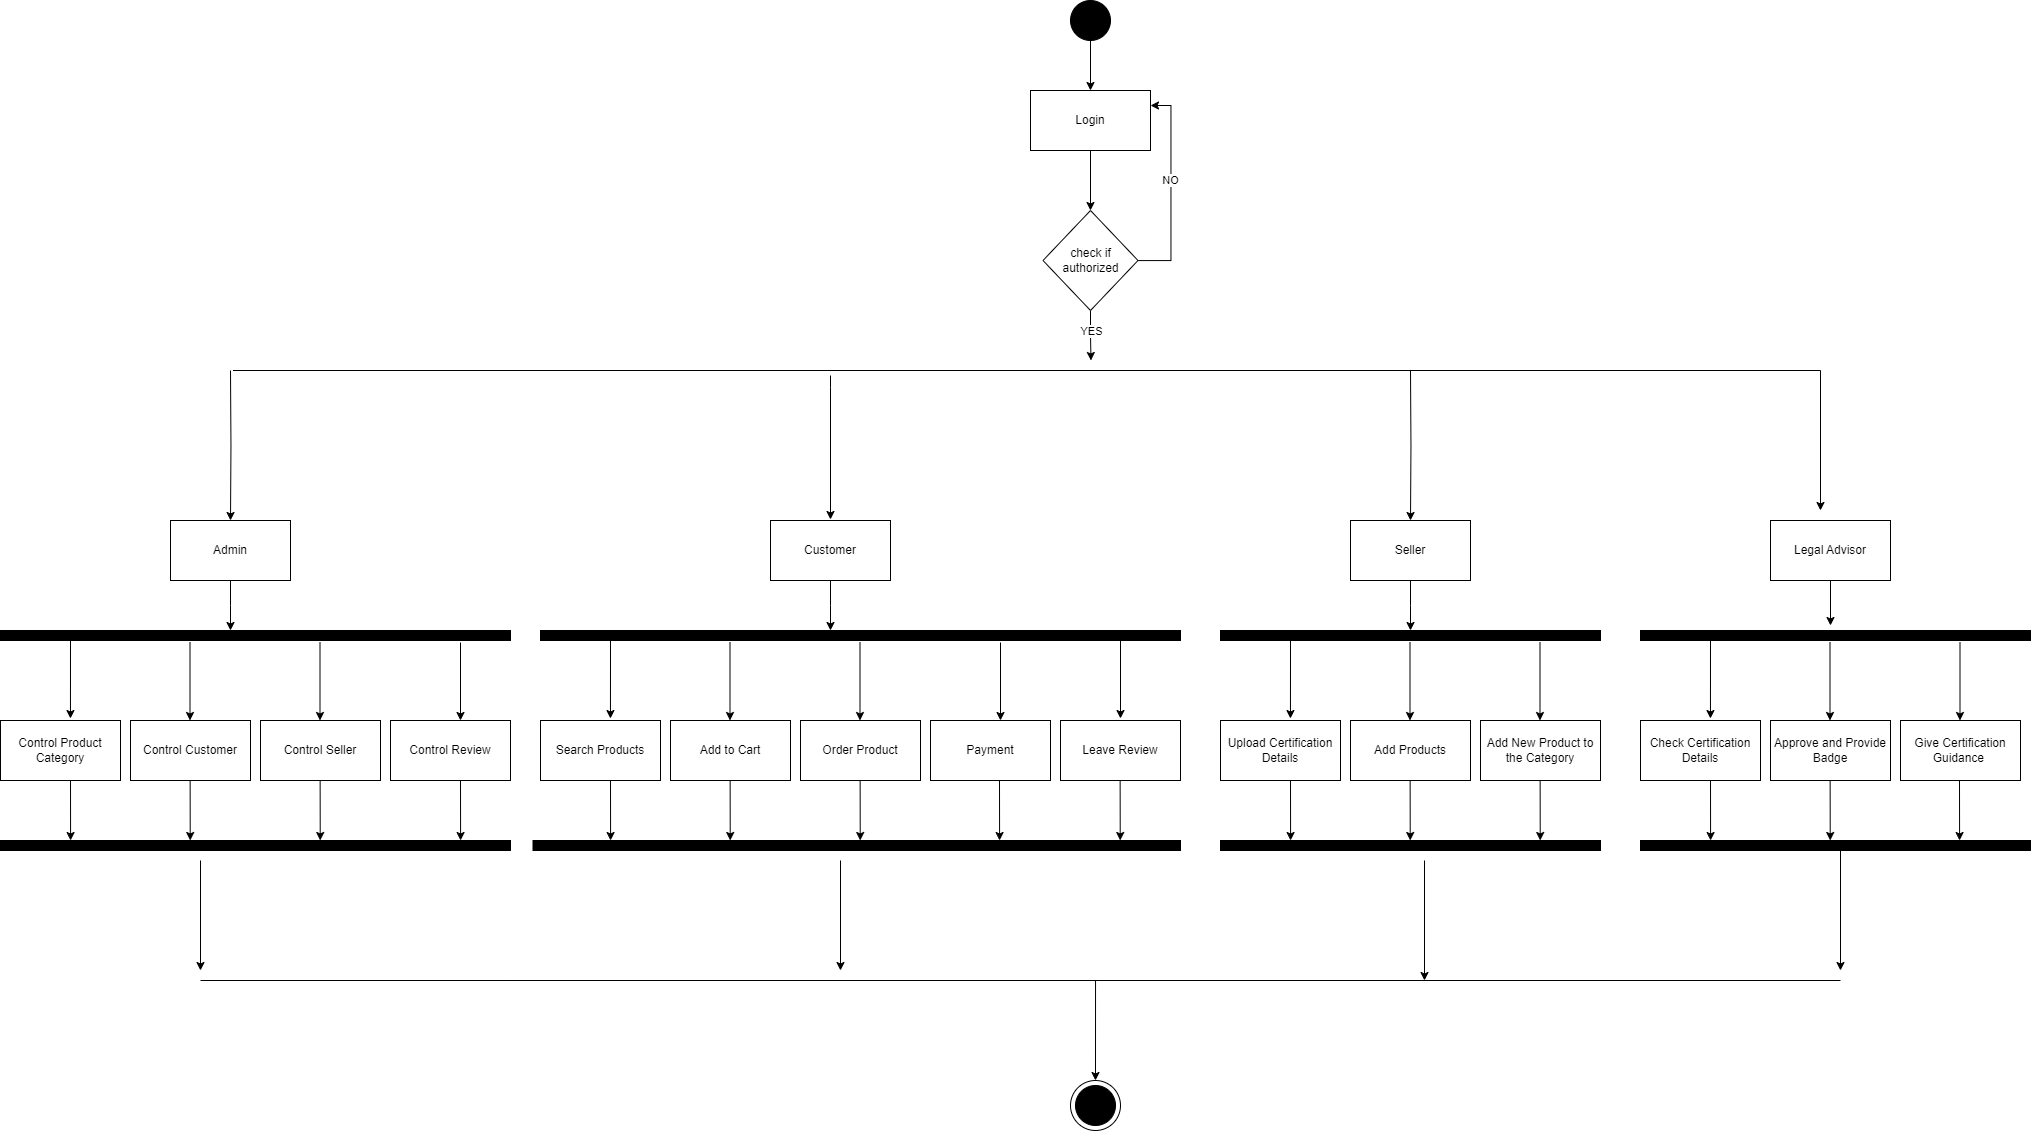 Login
NO
check if
authorized
YES
Admin
Customer
Seller
Legal Advisor
Control Product
Category
Control Customer
Control Seller
Control Review
Search Products
Add to Cart
Order Product
Payment
Leave Review
Upload Certification
Details
Add Products
Add New Product to
the Category
Check Certification
Details
Approve and Provide
Badge
Give Certification
Guidance